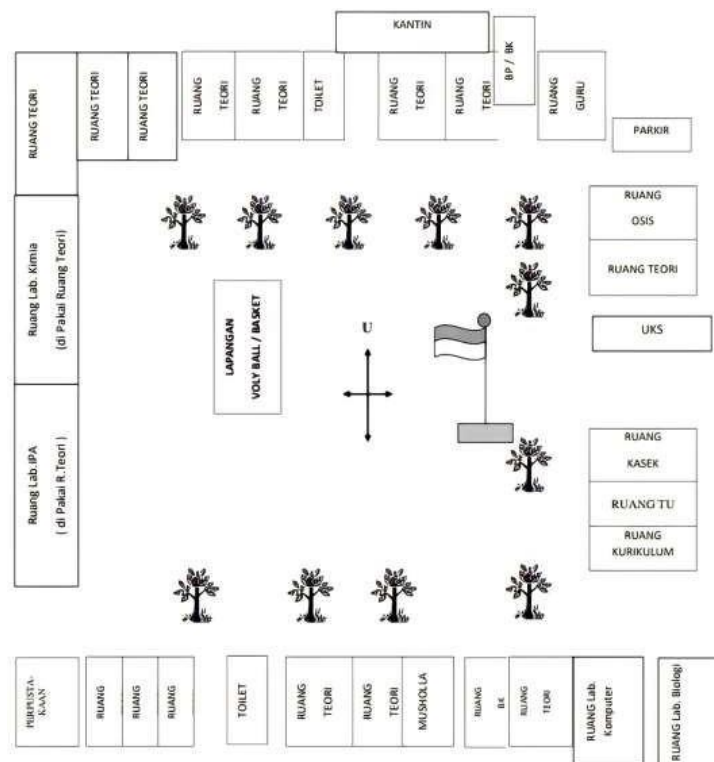 KANTIN
BP / BK
RUANG TEORI
RUANG TEORI
RUANG TEORI
RUANG
TEORI
RUANG
TEORI
TOILET
RUANG
TEORI
RUANG
TEORI
RUANG
GURU
PARKIR
Ruang Lab. Kimia
(di Pakai Ruang Teori)
RUANG
OSIS
RUANG TEORI
LAPANGAN
VOLY BALL / BASKET
U
UKS
Ruang Lab.IPA
( di Pakai R.Teori )
RUANG
KASEK
RUANG TU
RUANG
KURIKULUM
PERPUSTA-
KAAN
RUANG
RUANG
RUANG
TOILET
RUANG
TEORI
RUANG
TEORI
MUSHOLLA
RUANG
BK
RUANG
TEORI
RUANG Lab.
Komputer
RUANG Lab. Biologi